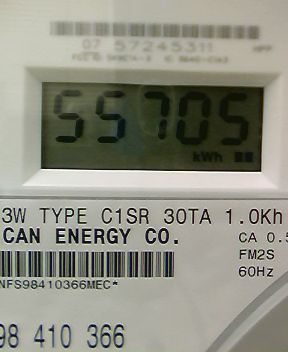 07 57245311
55705
kWh
3W TYPE C1SR 30TA 1.0Kh
CAN ENERGY CO.
CA 0.5
FM2S
60Hz
NFS98410366MEC*
98 410 366